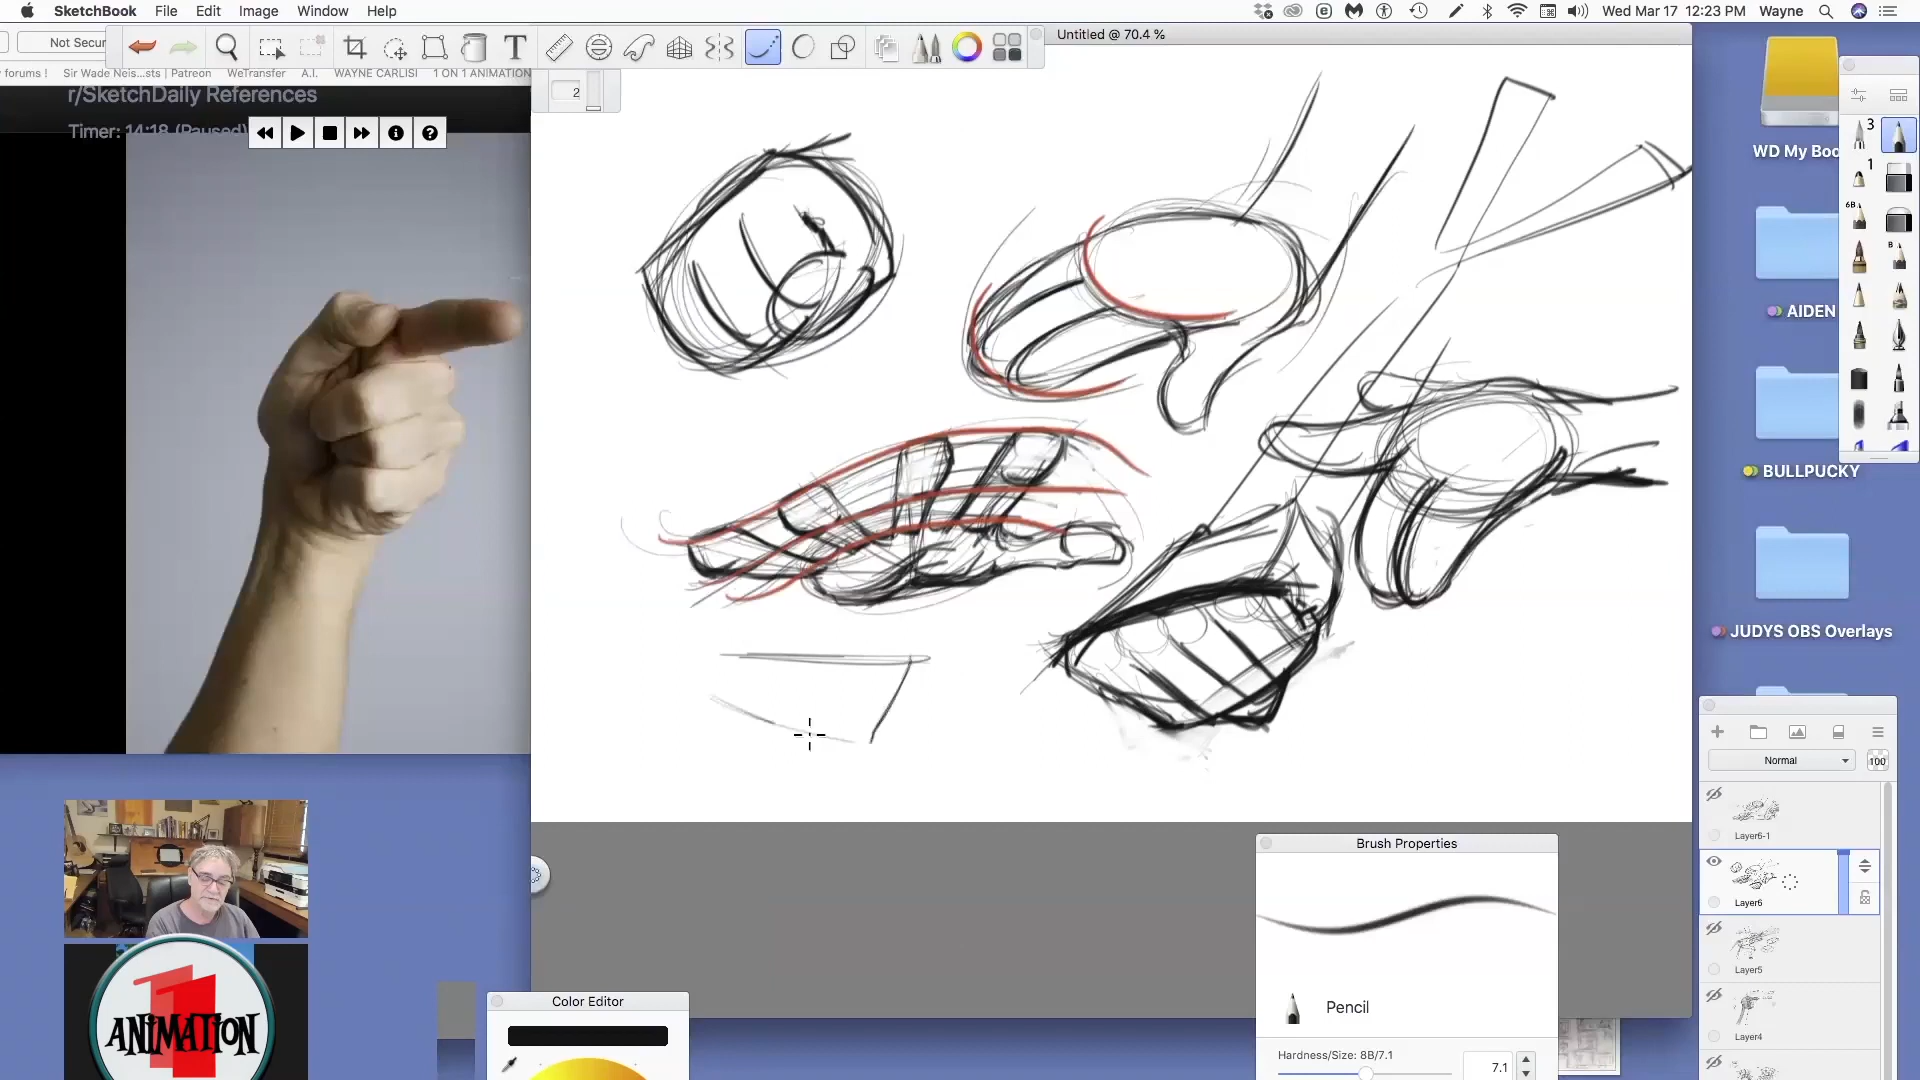 SketchBook File Edit Image Window Help
Wed Mar 17 12:23 PM Wayne
Not Secur
Untitled @ 70.4 %
forums ! Sir Wade Neis...sts | Patreon WeTransfer A.I. WAYNE CARLISI 1 ON 1 ANIMATION
r/SketchDaily References
Timer: 14:18 (Paused)
2
WD My Boo
3
1
6B
B
AIDEN
BULLPUCKY
JUDYS OBS Overlays
Normal
100
Layer6-1
Layer6
Layer5
Layer4
Brush Properties
Pencil
Hardness/Size: 8B/7.1
7.1
Color Editor
ANIMATION